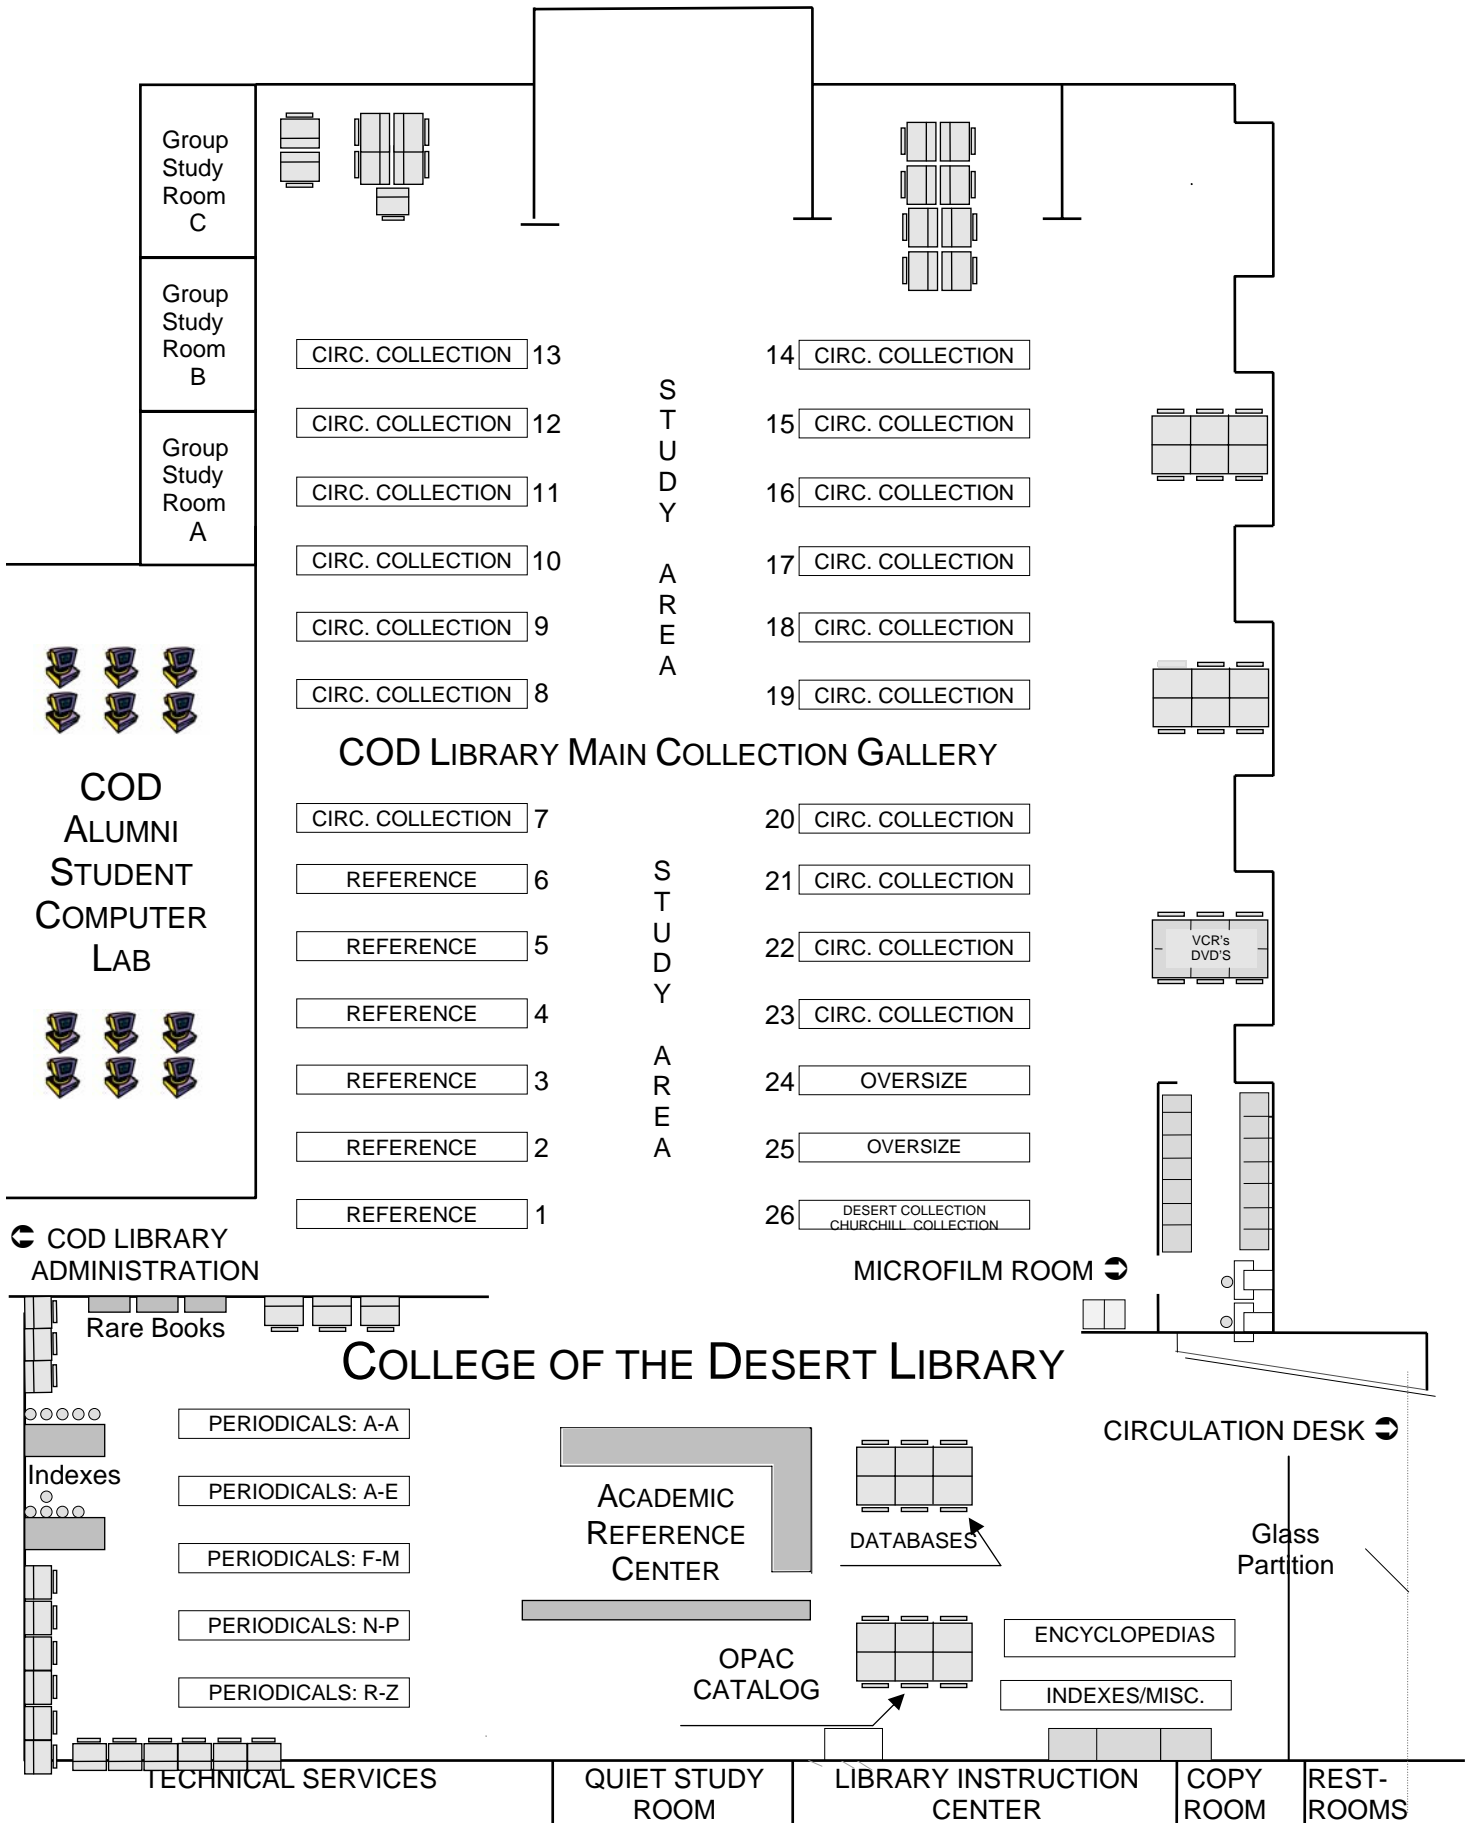 Group
Study
Room
C
Group
Study
Room
B
Group
Study
Room
A
CIRC. COLLECTION 13
14 CIRC. COLLECTION
CIRC. COLLECTION 12
15 CIRC. COLLECTION
CIRC. COLLECTION 11
16 CIRC. COLLECTION
CIRC. COLLECTION 10
17 CIRC. COLLECTION
CIRC. COLLECTION 9
18 CIRC. COLLECTION
CIRC. COLLECTION 8
19 CIRC. COLLECTION
STUDY AREA
COD LIBRARY MAIN COLLECTION GALLERY
COD
ALUMNI
STUDENT
COMPUTER
LAB
CIRC. COLLECTION 7
20 CIRC. COLLECTION
REFERENCE 6
21 CIRC. COLLECTION
REFERENCE 5
22 CIRC. COLLECTION
REFERENCE 4
23 CIRC. COLLECTION
REFERENCE 3
24 OVERSIZE
REFERENCE 2
25 OVERSIZE
REFERENCE 1
26 DESERT COLLECTION
CHURCHILL COLLECTION
STUDY AREA
VCR's
DVD'S
COD LIBRARY
ADMINISTRATION
MICROFILM ROOM
Rare Books
COLLEGE OF THE DESERT LIBRARY
PERIODICALS: A-A
CIRCULATION DESK
Indexes
PERIODICALS: A-E
ACADEMIC
REFERENCE
CENTER
DATABASES
Glass
Partition
PERIODICALS: F-M
PERIODICALS: N-P
ENCYCLOPEDIAS
OPAC
CATALOG
PERIODICALS: R-Z
INDEXES/MISC.
TECHNICAL SERVICES
QUIET STUDY
ROOM
LIBRARY INSTRUCTION
CENTER
COPY
ROOM
REST-
ROOMS